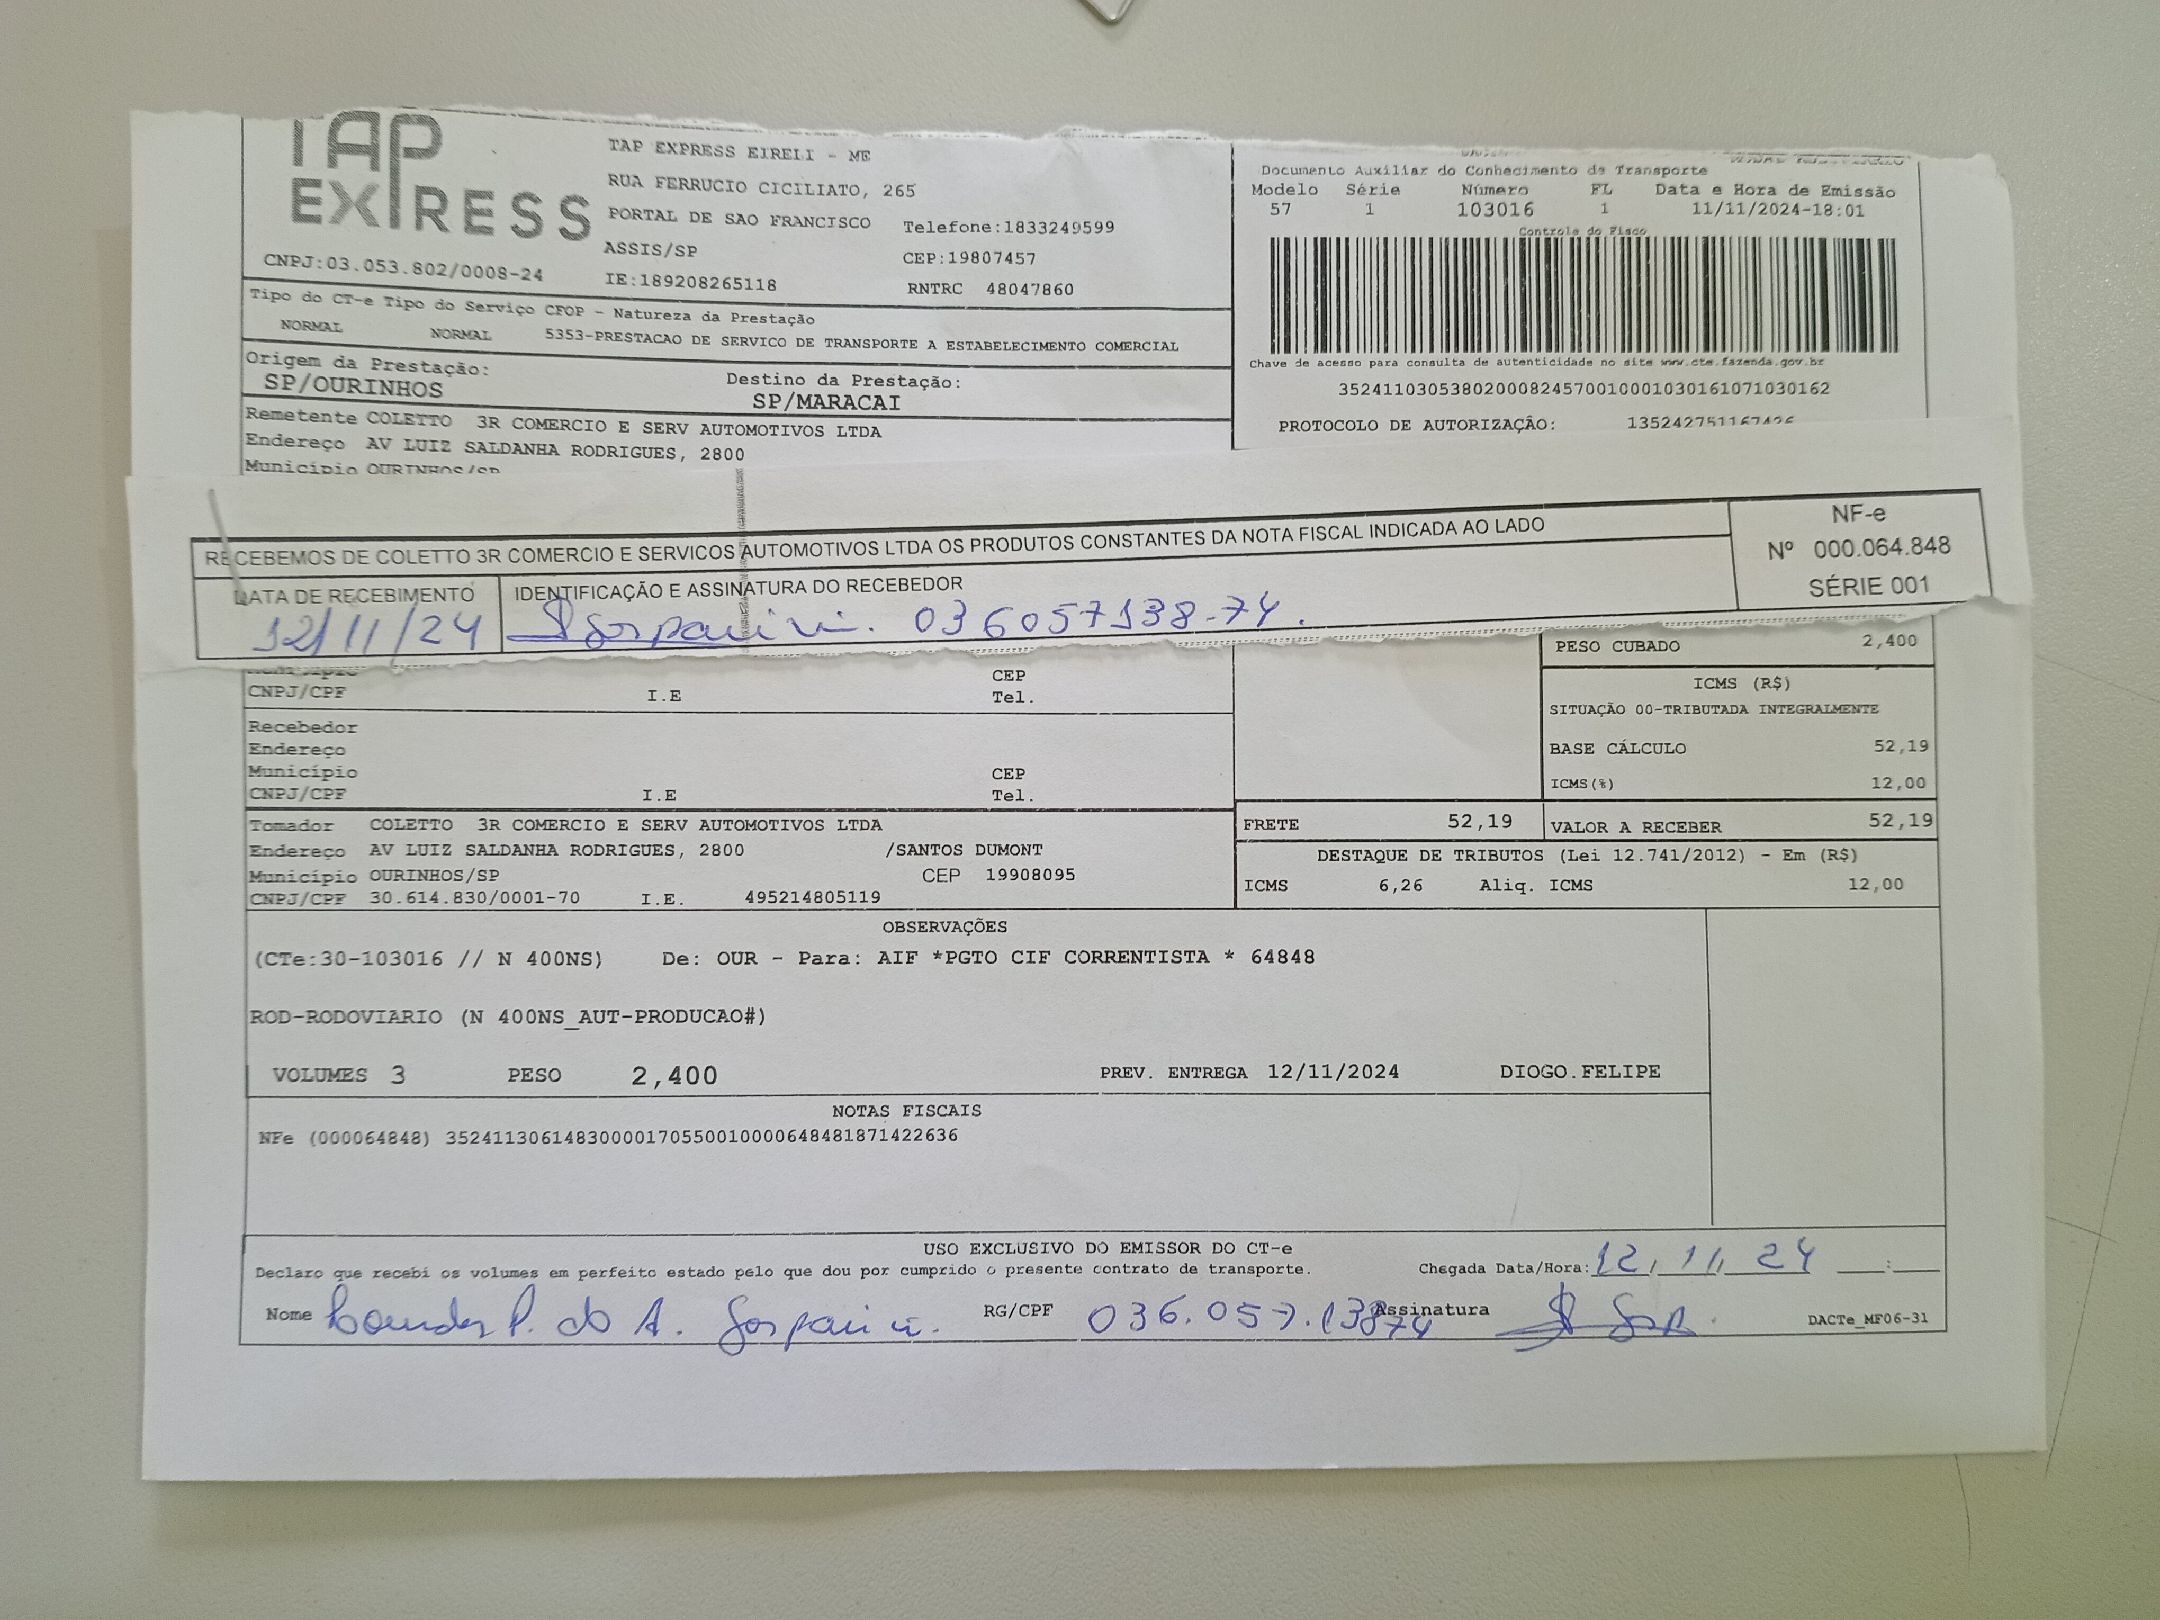 TAP
EXPRESS
TAP EXPRESS EIRELI - ME
RUA FERRUCIO CICILIATO, 265
PORTAL DE SAO FRANCISCO Telefone:1833249599
ASSIS/SP CEP:19807457
CNPJ:03.053.802/0008-24 IE:189208265118 RNTRC 48047860
Documento Auxiliar do Conhecimento de Transporte
Modelo Série Número FL Data e Hora de Emissão
57 1 103016 1 11/11/2024-18:01
Controle do Fisco
Chave de acesso para consulta de autenticidade no site www.cte.fazenda.gov.br
35241103053802000824570010001030161071030162
PROTOCOLO DE AUTORIZAÇÃO: 135242751167426
Tipo do CT-e Tipo do Serviço CFOP - Natureza da Prestação
NORMAL NORMAL 5353-PRESTACAO DE SERVICO DE TRANSPORTE A ESTABELECIMENTO COMERCIAL
Origem da Prestação: Destino da Prestação:
SP/OURINHOS SP/MARACAI
Remetente COLETTO 3R COMERCIO E SERV AUTOMOTIVOS LTDA
Endereço AV LUIZ SALDANHA RODRIGUES, 2800
Município OURINHOS/SP
RECEBEMOS DE COLETTO 3R COMERCIO E SERVICOS AUTOMOTIVOS LTDA OS PRODUTOS CONSTANTES DA NOTA FISCAL INDICADA AO LADO
NF-e
Nº 000.064.848
SÉRIE 001
DATA DE RECEBIMENTO IDENTIFICAÇÃO E ASSINATURA DO RECEBEDOR
12/11/24 Gasparini. 036057138-74.
PESO CUBADO 2,400
ICMS (R$)
SITUAÇÃO 00-TRIBUTADA INTEGRALMENTE
BASE CÁLCULO 52,19
ICMS(%) 12,00
CEP
CNPJ/CPF I.E Tel.
Recebedor
Endereço
Município CEP
CNPJ/CPF I.E Tel.
FRETE 52,19 VALOR A RECEBER 52,19
DESTAQUE DE TRIBUTOS (Lei 12.741/2012) - Em (R$)
ICMS 6,26 Aliq. ICMS 12,00
Tomador COLETTO 3R COMERCIO E SERV AUTOMOTIVOS LTDA
Endereço AV LUIZ SALDANHA RODRIGUES, 2800 /SANTOS DUMONT
Município OURINHOS/SP CEP 19908095
CNPJ/CPF 30.614.830/0001-70 I.E. 495214805119
OBSERVAÇÕES
(CTe:30-103016 // N 400NS) De: OUR - Para: AIF *PGTO CIF CORRENTISTA * 64848
ROD-RODOVIARIO (N 400NS_AUT-PRODUCAO#)
VOLUMES 3 PESO 2,400 PREV. ENTREGA 12/11/2024 DIOGO.FELIPE
NOTAS FISCAIS
NFe (000064848) 35241130614830000170550010000648481871422636
USO EXCLUSIVO DO EMISSOR DO CT-e
Declaro que recebi os volumes em perfeito estado pelo que dou por cumprido o presente contrato de transporte. Chegada Data/Hora: 12/11/24 :
Nome P. do A. Gasparini. RG/CPF 036.057.13874 Assinatura
DACTe_MF06-31